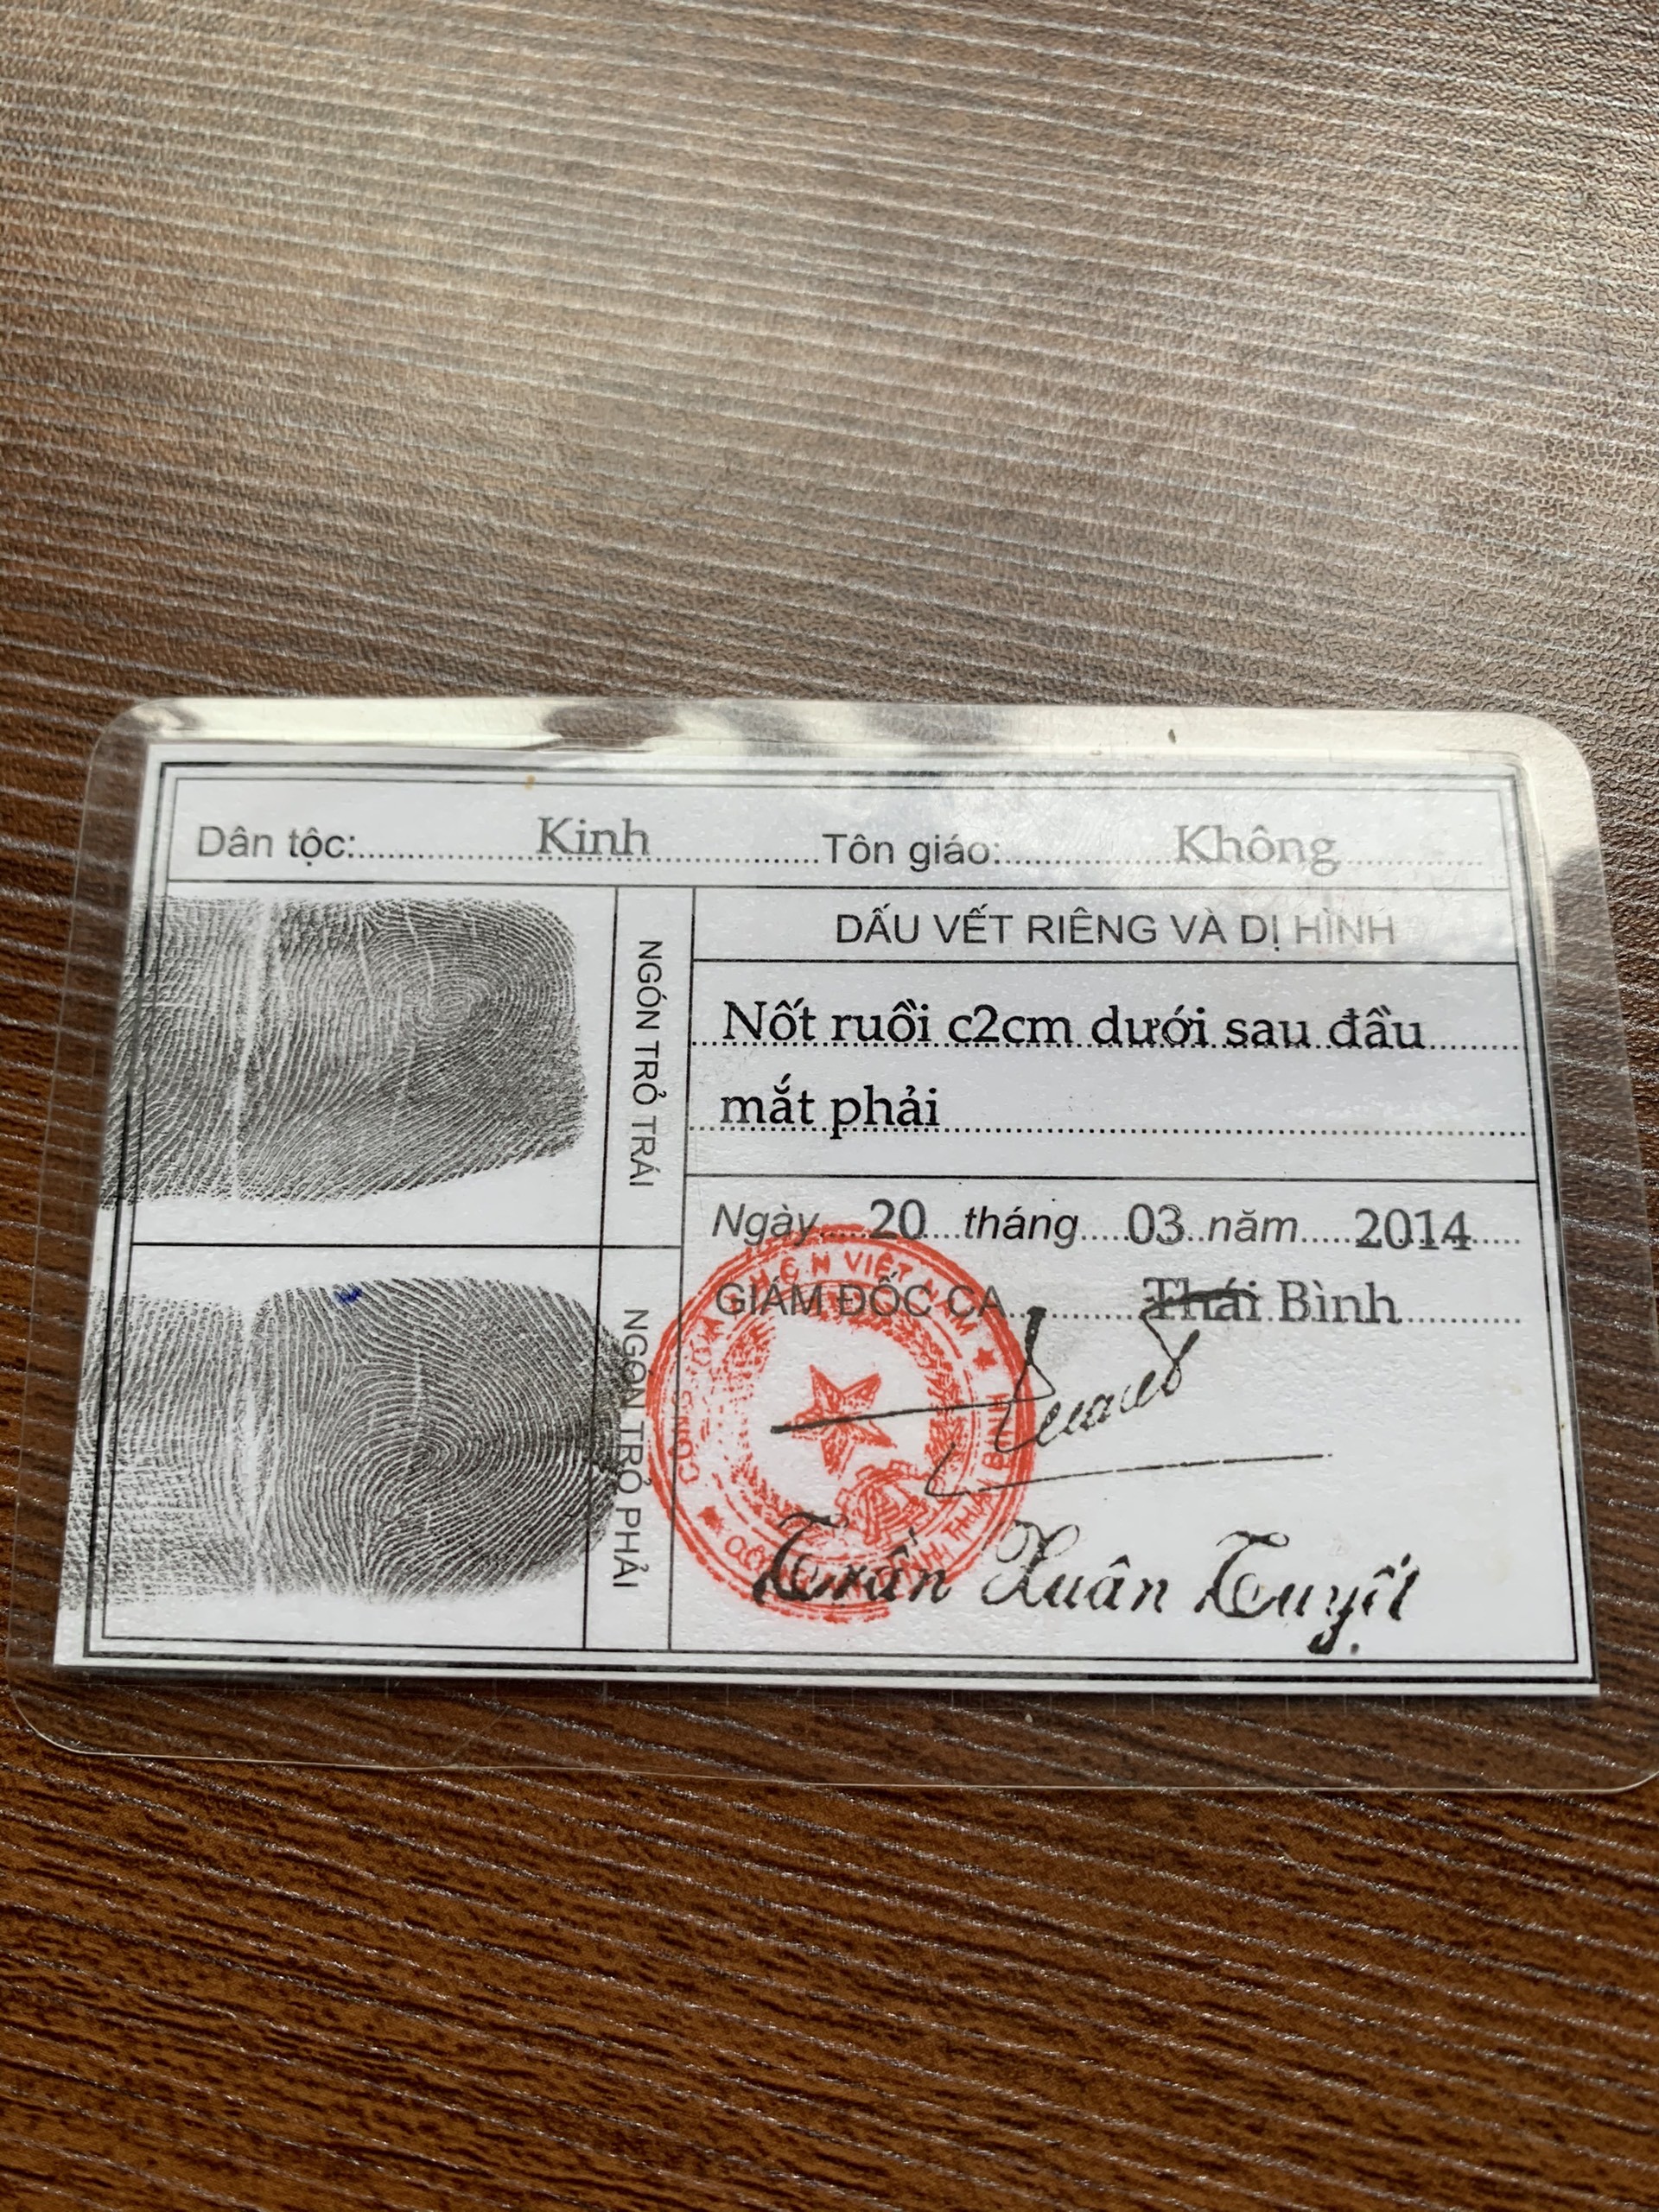 Dân tộc: Kinh Tôn giáo: Không
NGÓN TRỎ TRÁI
DẤU VẾT RIÊNG VÀ DỊ HÌNH
Nốt ruồi c2cm dưới sau đầu
mắt phải
NGÓN TRỎ PHẢI
Ngày 20 tháng 03 năm 2014
GIÁM ĐỐC CA Thái Bình
Trần Xuân Tuyết